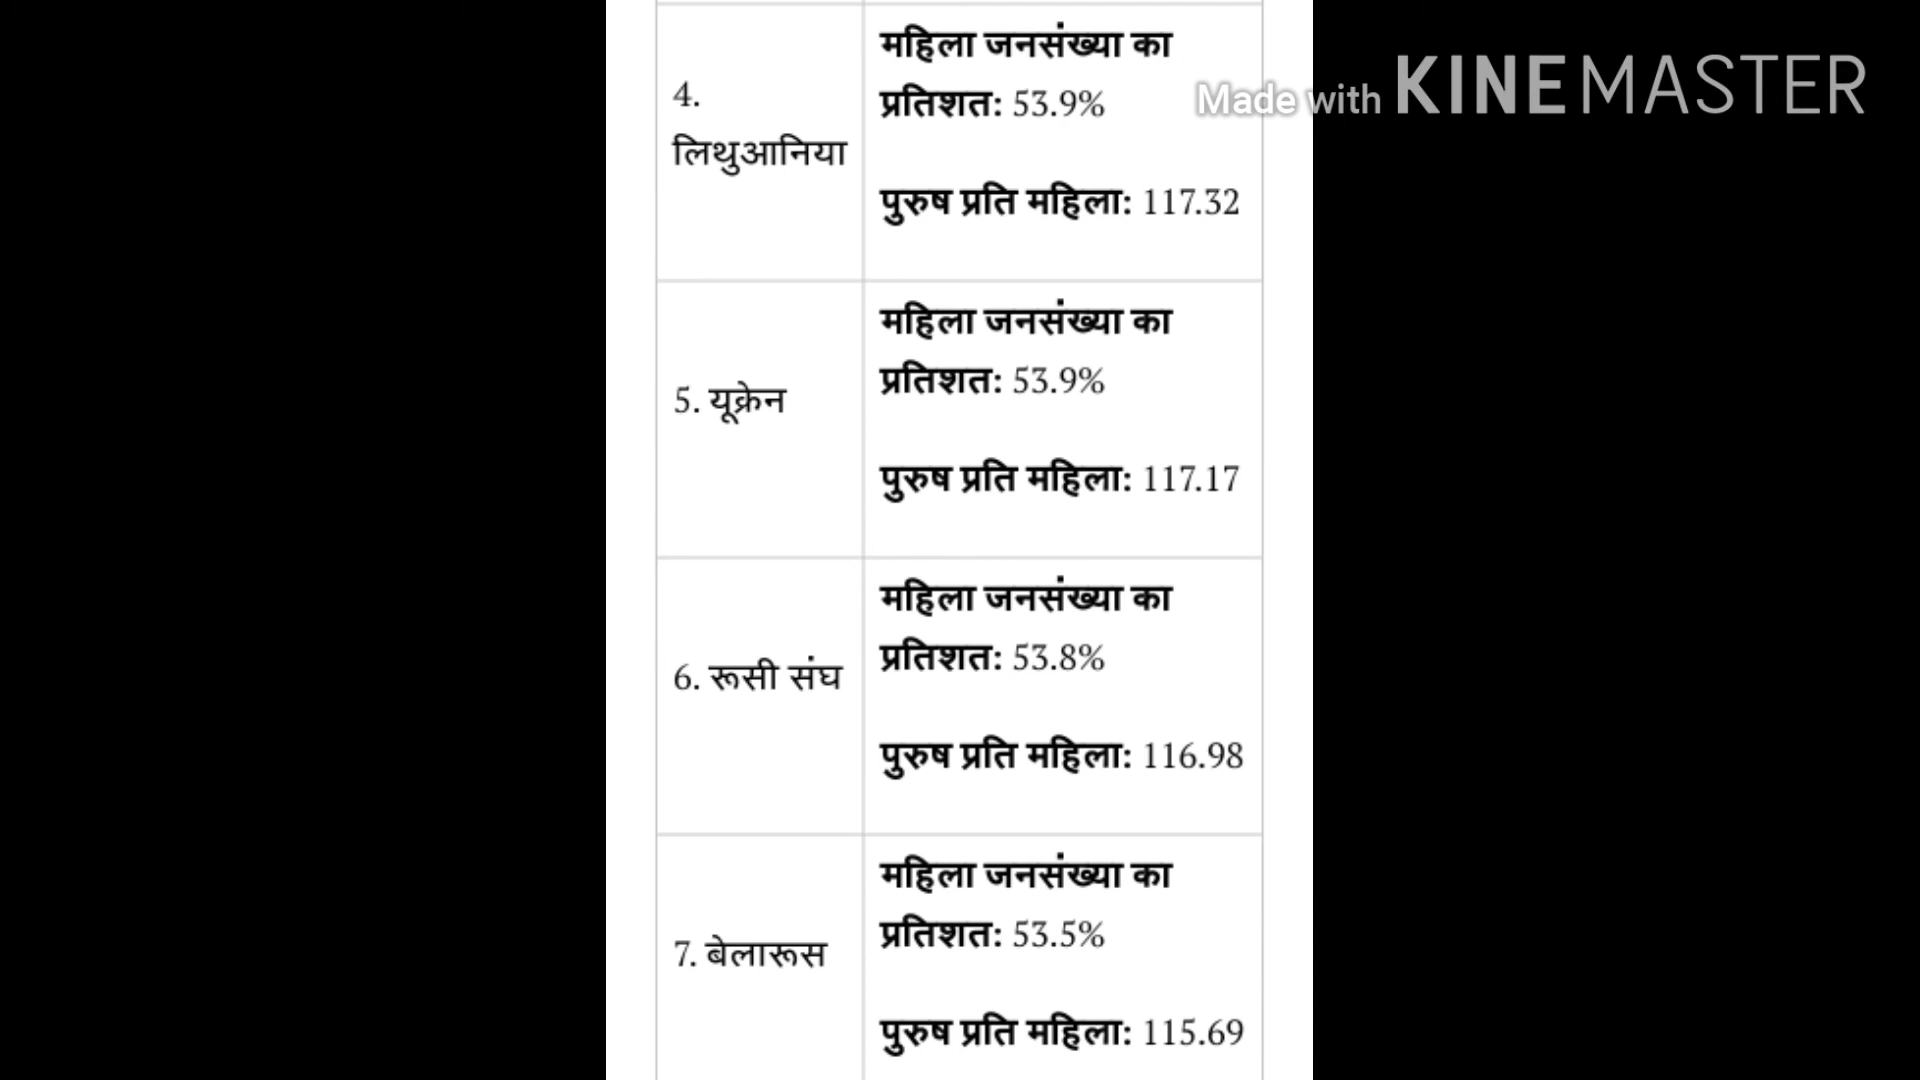 महिला जनसंख्या का
प्रतिशत: 53.9%
4.
लिथुआनिया
पुरुष प्रति महिला: 117.32
Made with KINEMASTER
महिला जनसंख्या का
प्रतिशत: 53.9%
5. यूक्रेन
पुरुष प्रति महिला: 117.17
महिला जनसंख्या का
प्रतिशत: 53.8%
6. रूसी संघ
पुरुष प्रति महिला: 116.98
महिला जनसंख्या का
प्रतिशत: 53.5%
7. बेलारूस
पुरुष प्रति महिला: 115.69